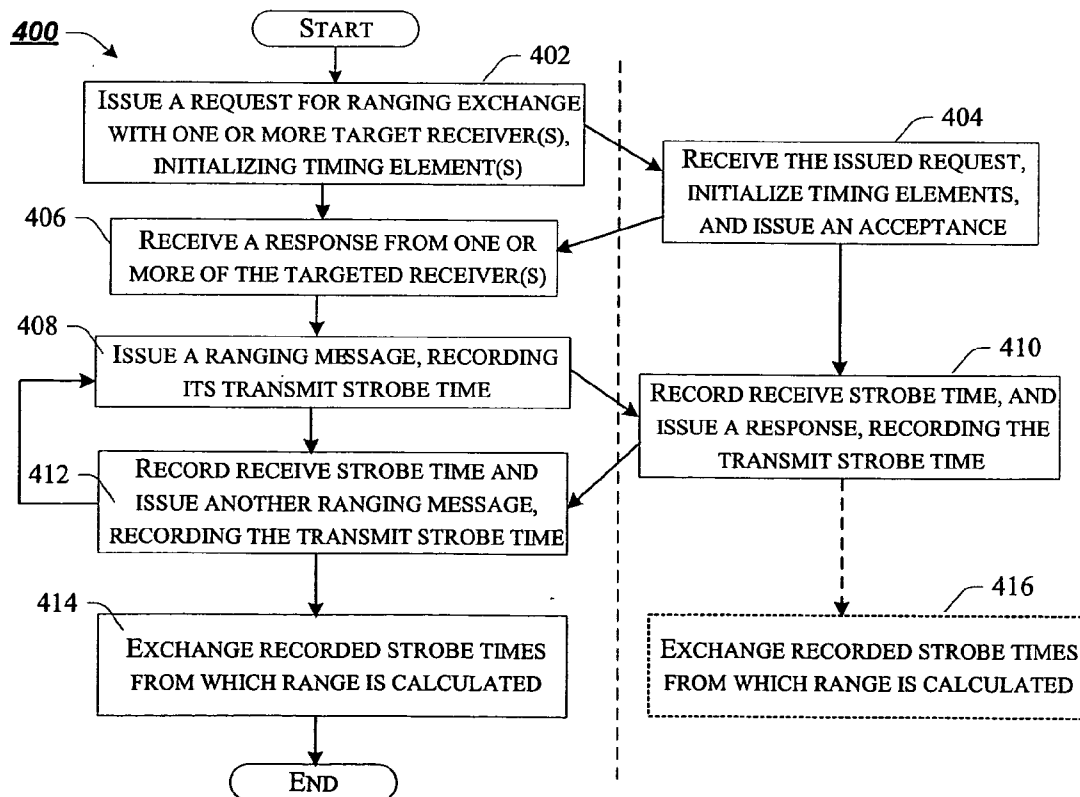 400
START
402
ISSUE A REQUEST FOR RANGING EXCHANGE
WITH ONE OR MORE TARGET RECEIVER(S),
INITIALIZING TIMING ELEMENT(S)
404
RECEIVE THE ISSUED REQUEST,
INITIALIZE TIMING ELEMENTS,
AND ISSUE AN ACCEPTANCE
406
RECEIVE A RESPONSE FROM ONE OR
MORE OF THE TARGETED RECEIVER(S)
408
ISSUE A RANGING MESSAGE, RECORDING
ITS TRANSMIT STROBE TIME
410
RECORD RECEIVE STROBE TIME, AND
ISSUE A RESPONSE, RECORDING THE
TRANSMIT STROBE TIME
412
RECORD RECEIVE STROBE TIME AND
ISSUE ANOTHER RANGING MESSAGE,
RECORDING THE TRANSMIT STROBE TIME
414
EXCHANGE RECORDED STROBE TIMES
FROM WHICH RANGE IS CALCULATED
416
EXCHANGE RECORDED STROBE TIMES
FROM WHICH RANGE IS CALCULATED
END